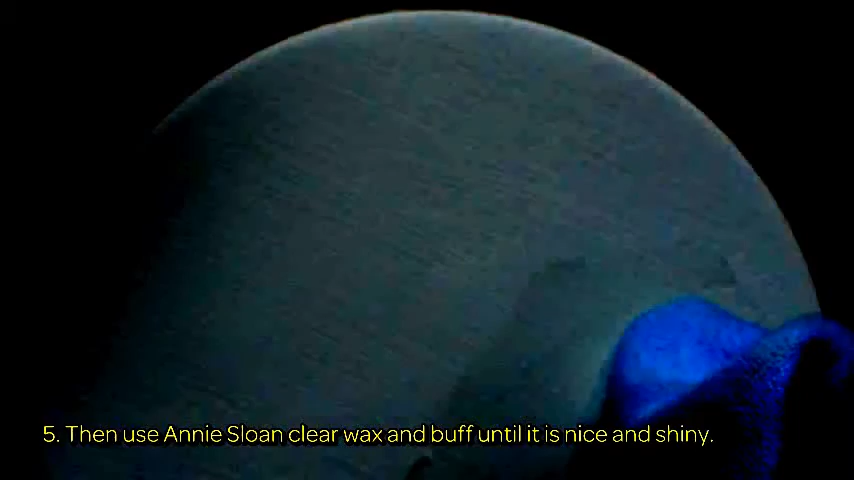 5. Then use Annie Sloan clear wax and buff until it is nice and shiny.